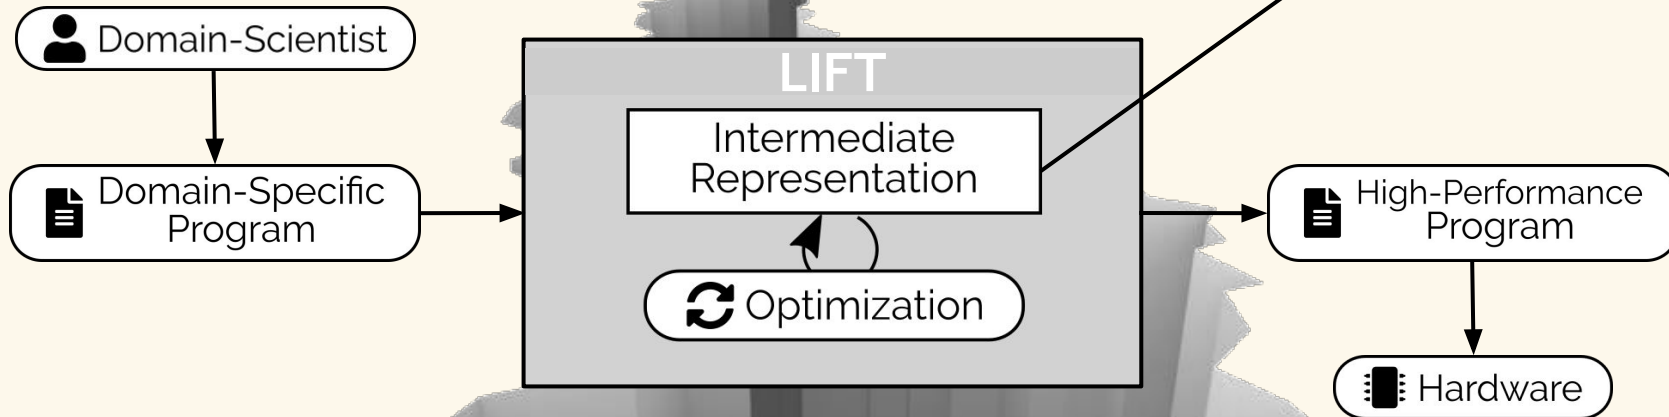 Domain-Scientist
Domain-Specific
Program
LIFT
Intermediate
Representation
Optimization
High-Performance
Program
Hardware